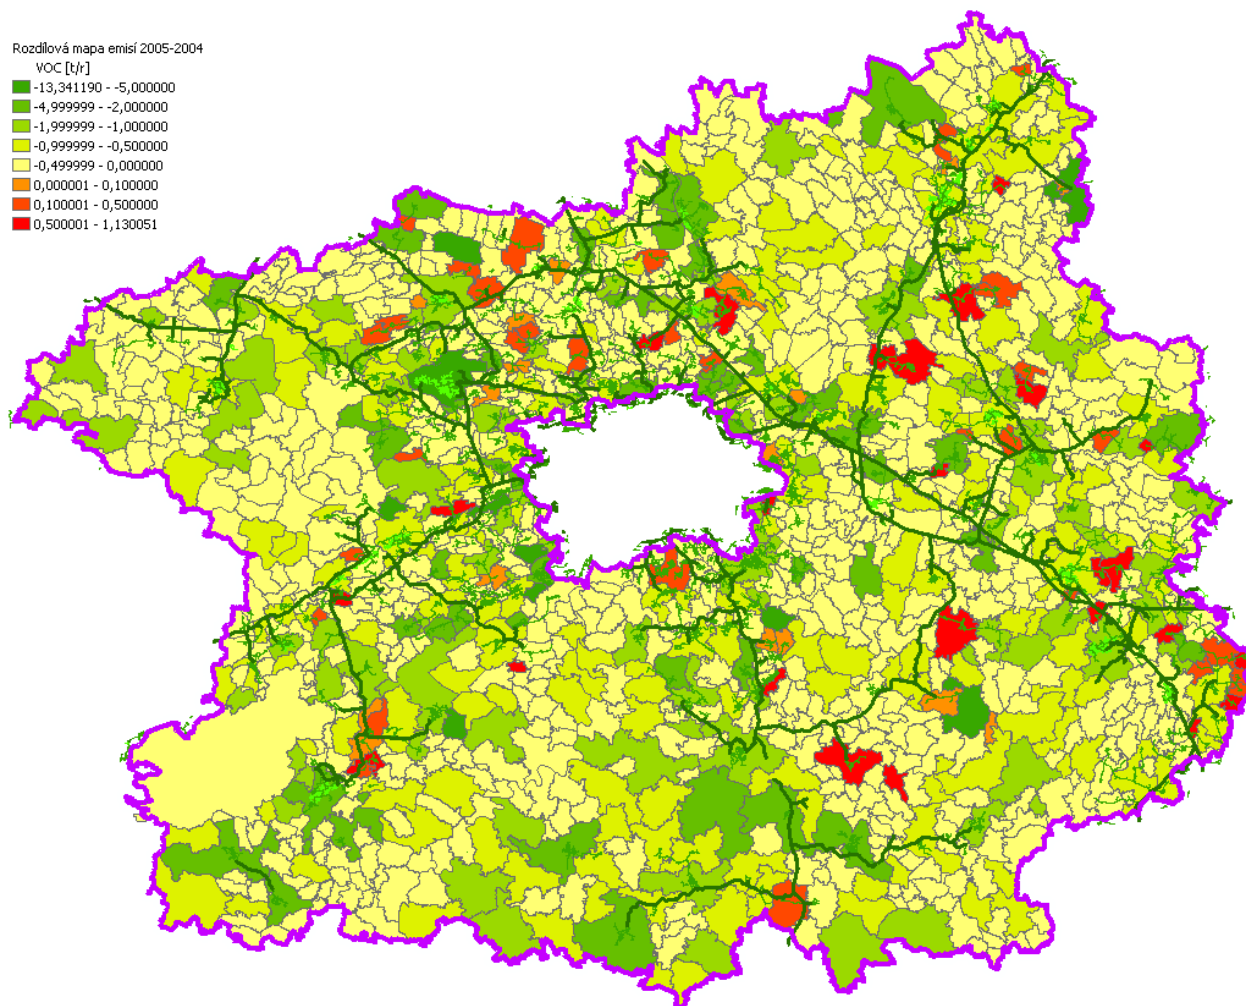 Rozdílová mapa emisí 2005-2004
VOC [t/r]
-13,341190 - -5,000000
-4,999999 - -2,000000
-1,999999 - -1,000000
-0,999999 - -0,500000
-0,499999 - 0,000000
0,000001 - 0,100000
0,100001 - 0,500000
0,500001 - 1,130051